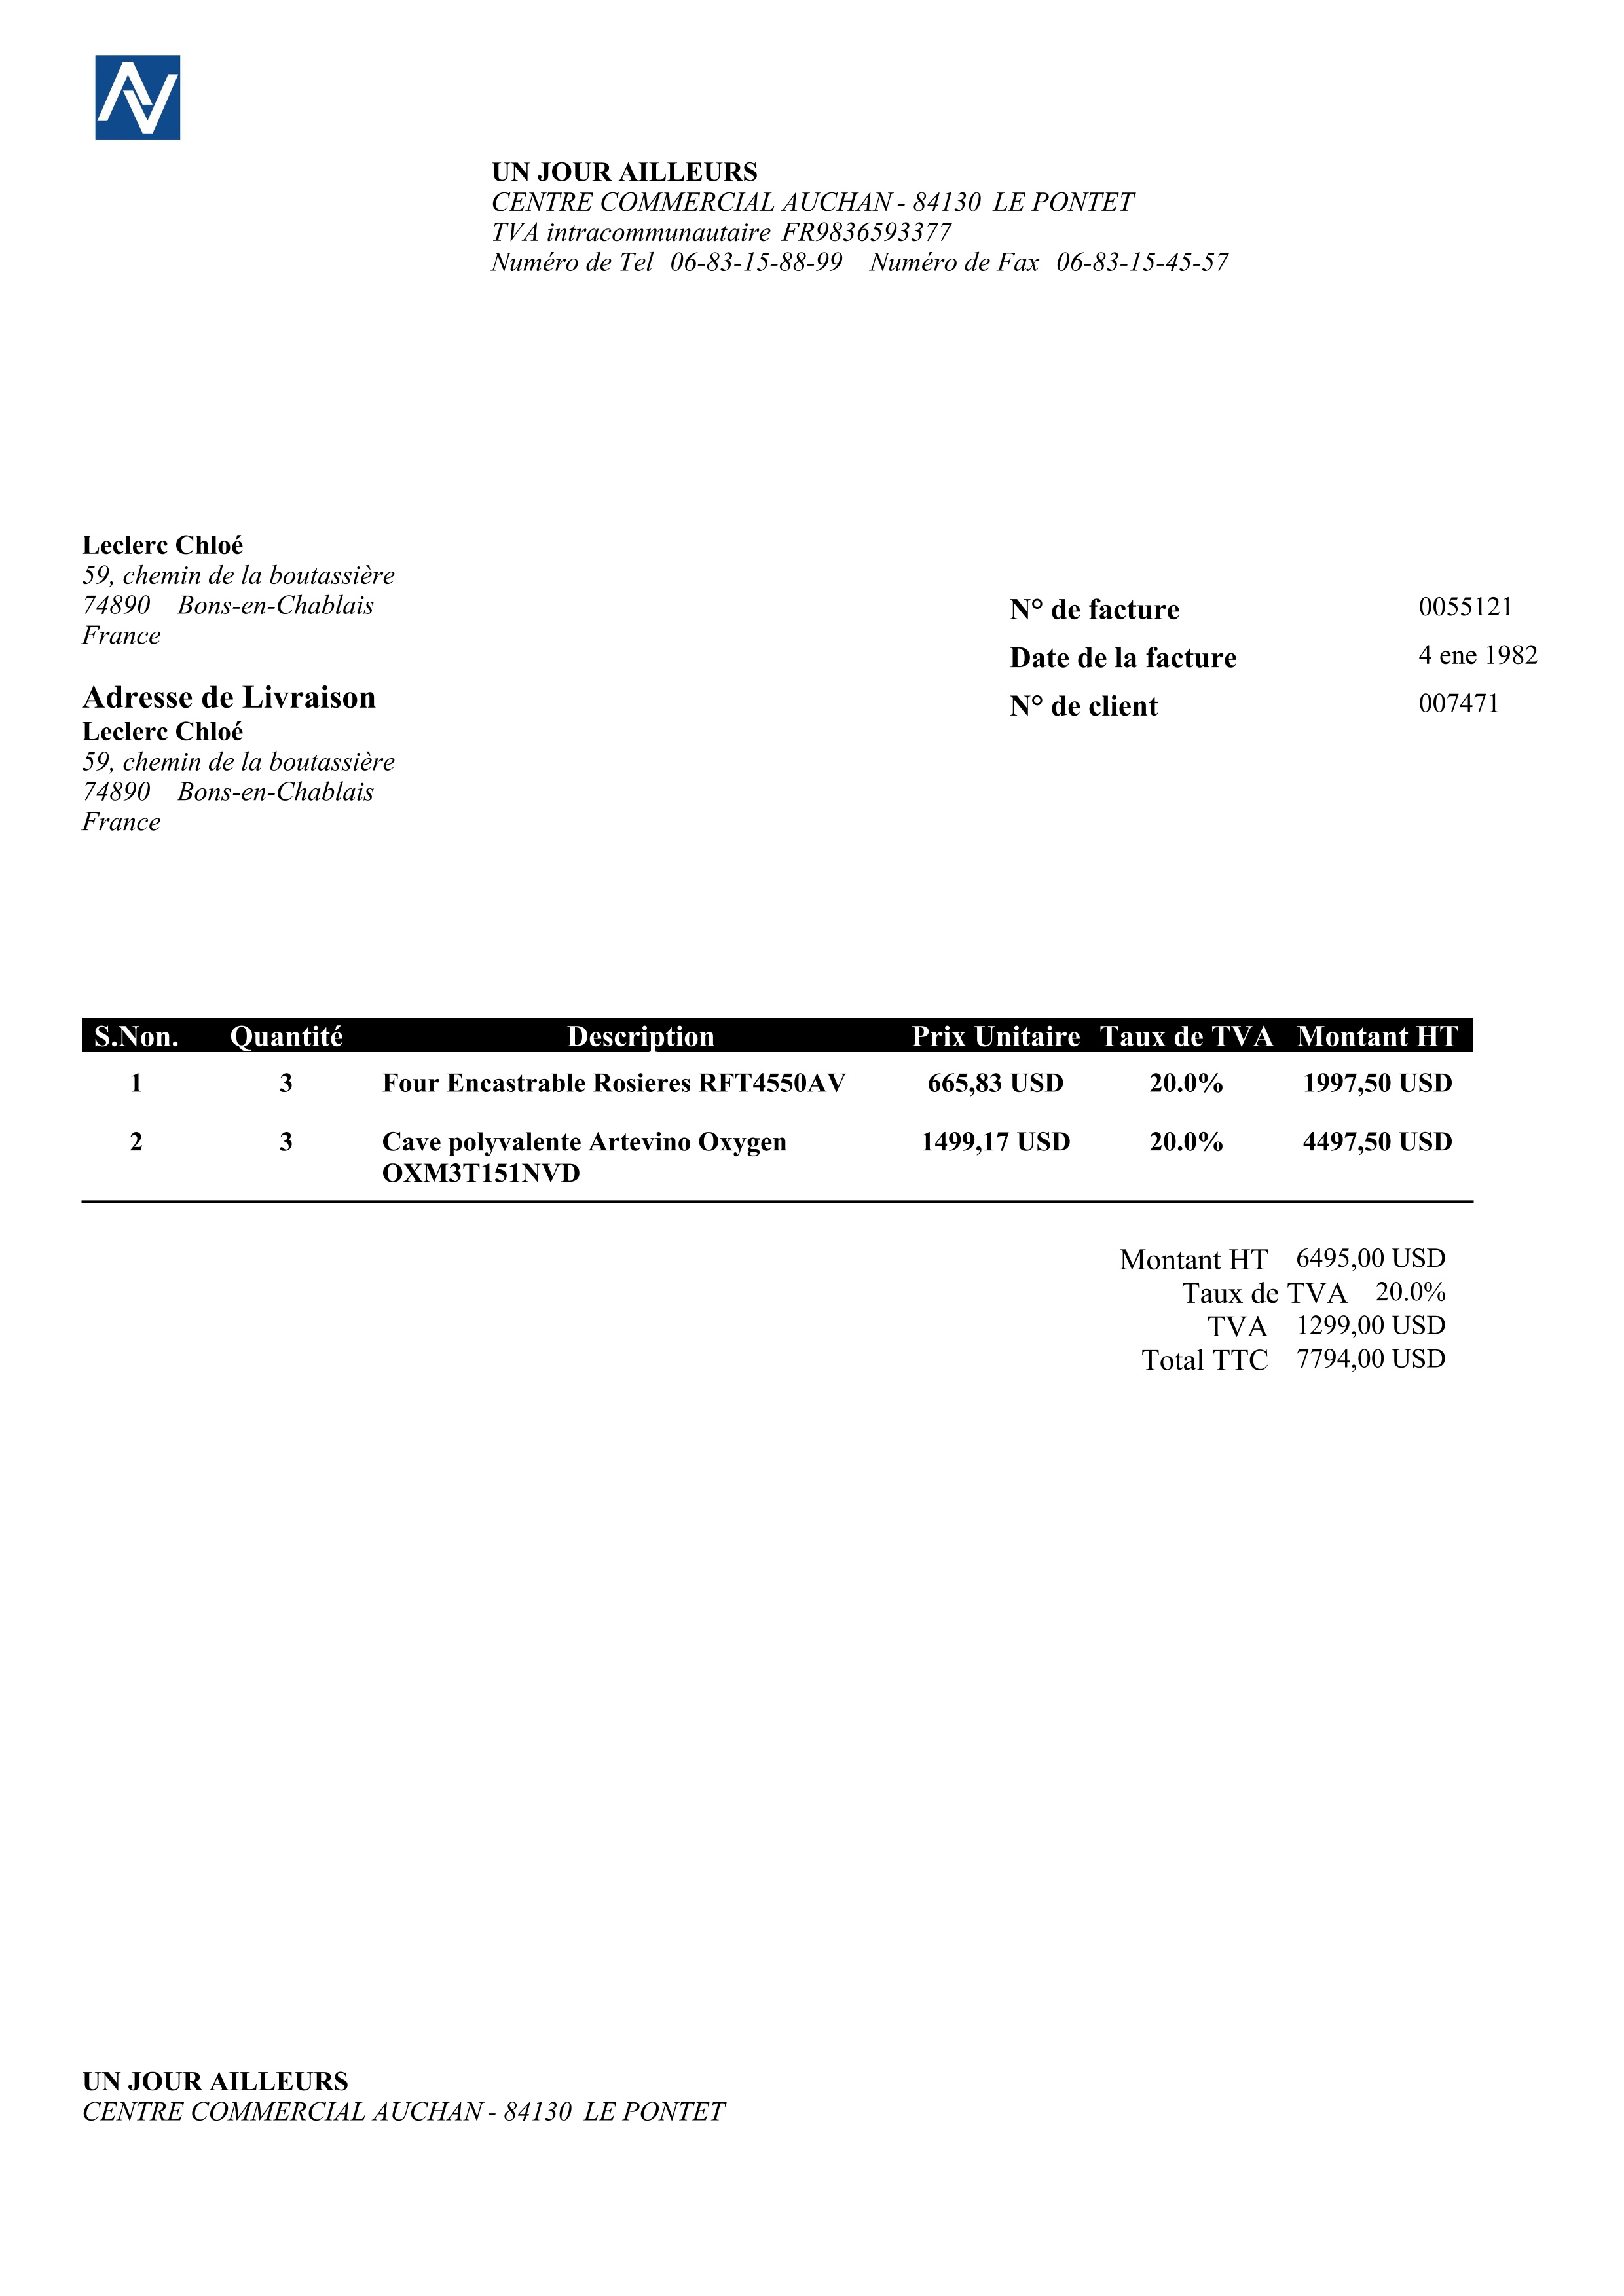 UN JOUR AILLEURS
CENTRE COMMERCIAL AUCHAN - 84130 LE PONTET
TVA intracommunautaire FR9836593377
Numéro de Tel 06-83-15-88-99 Numéro de Fax 06-83-15-45-57
Leclerc Chloé
59, chemin de la boutassière
74890 Bons-en-Chablais
France
N° de facture 0055121
Date de la facture 4 ene 1982
N° de client 007471
Adresse de Livraison
Leclerc Chloé
59, chemin de la boutassière
74890 Bons-en-Chablais
France
S.Non. Quantité Description Prix Unitaire Taux de TVA Montant HT
1 3 Four Encastrable Rosieres RFT4550AV 665,83 USD 20.0% 1997,50 USD
2 3 Cave polyvalente Artevino Oxygen 1499,17 USD 20.0% 4497,50 USD
OXM3T151NVD
Montant HT 6495,00 USD
Taux de TVA 20.0%
TVA 1299,00 USD
Total TTC 7794,00 USD
UN JOUR AILLEURS
CENTRE COMMERCIAL AUCHAN - 84130 LE PONTET